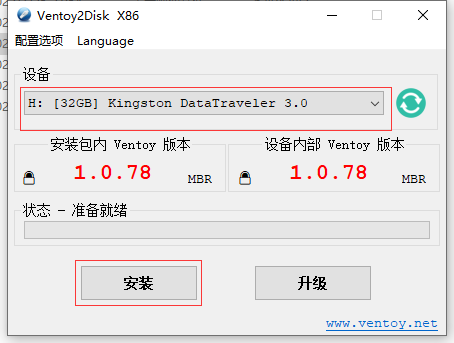 Ventoy2Disk X86
配置选项 Language
设备
H: [32GB] Kingston DataTraveler 3.0
安装包内 Ventoy 版本 设备内部 Ventoy 版本
1.0.78 MBR 1.0.78 MBR
状态 - 准备就绪
安装 升级
www.ventoy.net